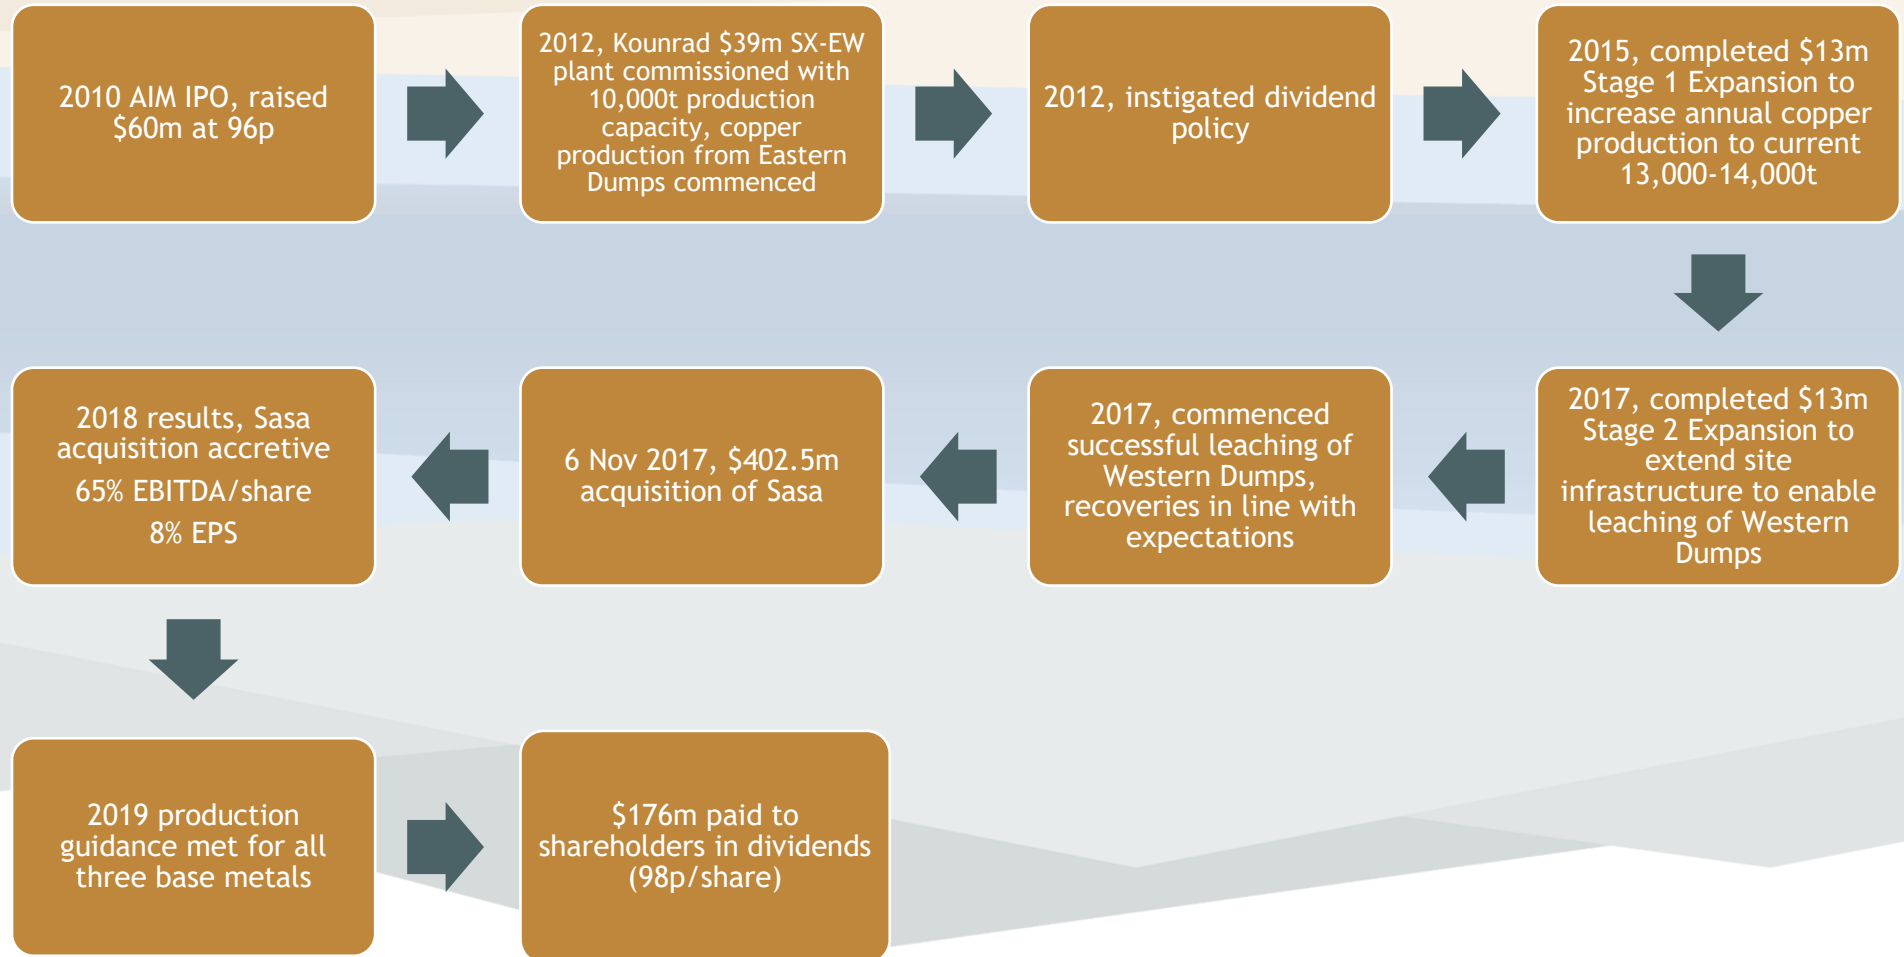 2010 AIM IPO, raised
$60m at 96p
2012, Kounrad $39m SX-EW
plant commissioned with
10,000t production
capacity, copper
production from Eastern
Dumps commenced
2012, instigated dividend
policy
2015, completed $13m
Stage 1 Expansion to
increase annual copper
production to current
13,000-14,000t
2017, completed $13m
Stage 2 Expansion to
extend site
infrastructure to enable
leaching of Western
Dumps
2017, commenced
successful leaching of
Western Dumps,
recoveries in line with
expectations
6 Nov 2017, $402.5m
acquisition of Sasa
2018 results, Sasa
acquisition accretive
65% EBITDA/share
8% EPS
2019 production
guidance met for all
three base metals
$176m paid to
shareholders in dividends
(98p/share)